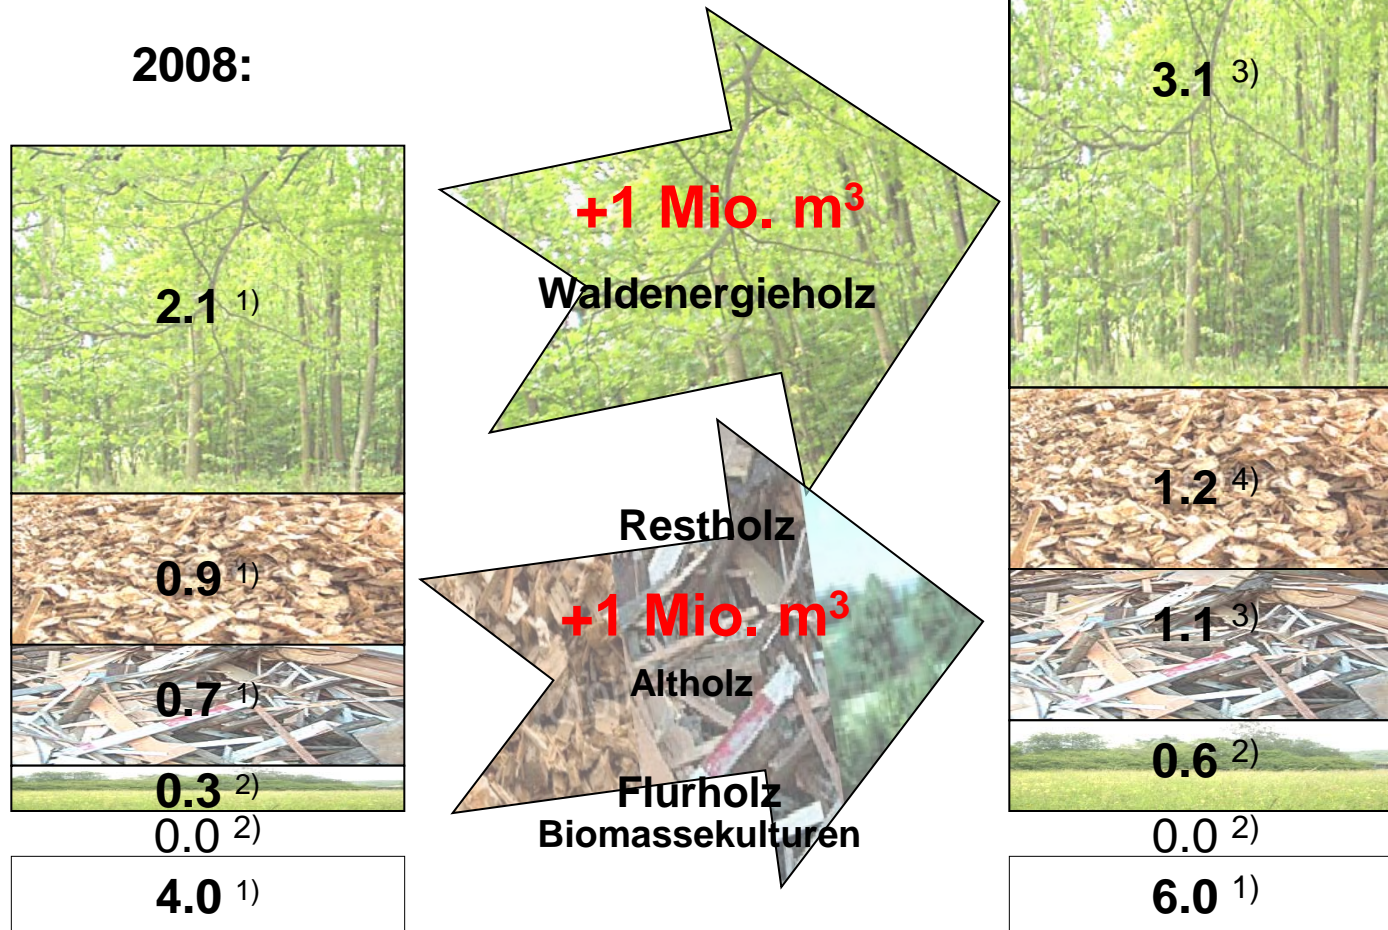 2008:
2.1 1)
0.9 1)
0.7 1)
0.3 2)
0.0 2)
4.0 1)
+1 Mio. m3
Waldenergieholz
Restholz
+1 Mio. m3
Altholz
Flurholz
Biomassekulturen
3.1 3)
1.2 4)
1.1 3)
0.6 2)
0.0 2)
6.0 1)